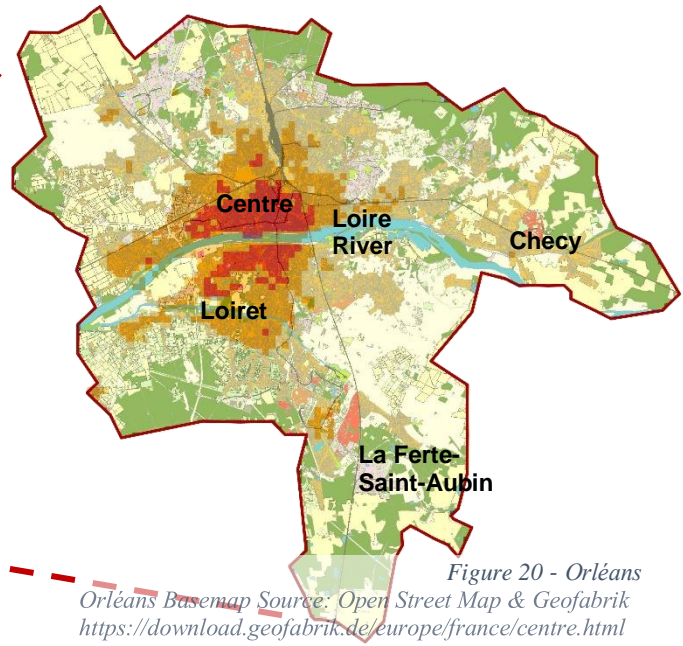 Centre
Loire
River
Checy
Loiret
La Ferte-
Saint-Aubin
Figure 20 - Orléans
Orléans Basemap Source: Open Street Map & Geofabrik
https://download.geofabrik.de/europe/france/centre.html